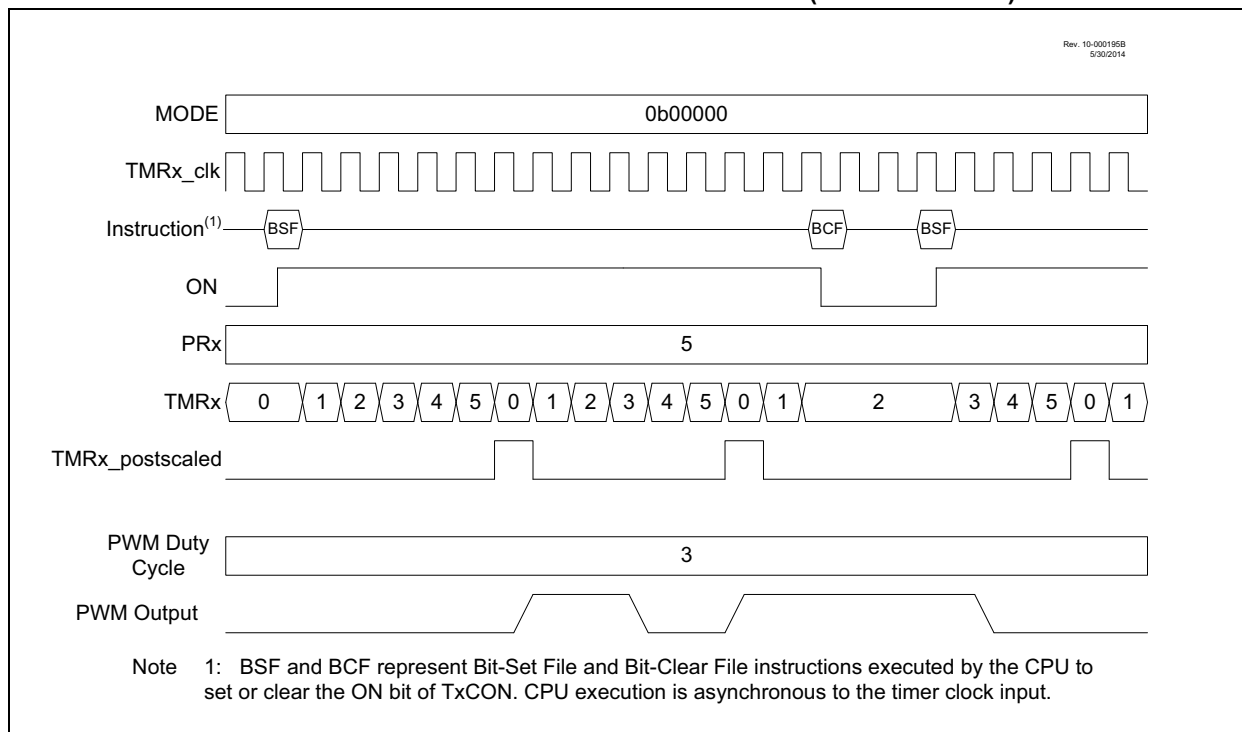 Rev. 10-000195B
5/30/2014
MODE
0b00000
TMRx_clk
Instruction(1)
BSF
BCF
BSF
ON
PRx
5
TMRx
0 1 2 3 4 5 0 1 2 3 4 5 0 1 2 3 4 5 0 1
TMRx_postscaled
PWM Duty
Cycle
3
PWM Output
Note 1: BSF and BCF represent Bit-Set File and Bit-Clear File instructions executed by the CPU to
set or clear the ON bit of TxCON. CPU execution is asynchronous to the timer clock input.